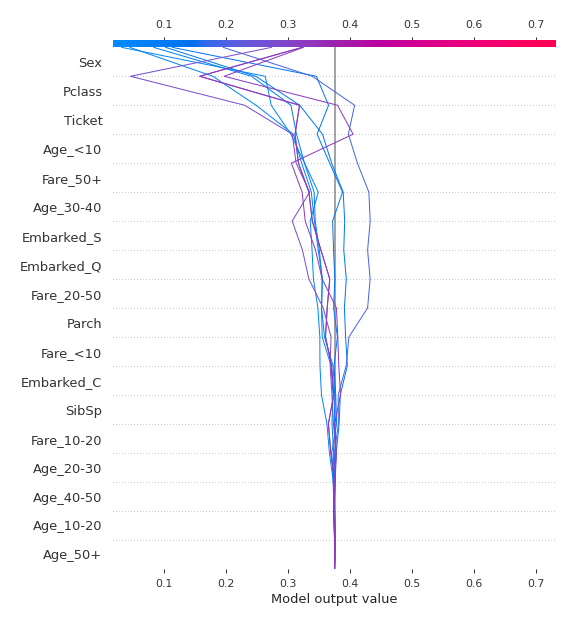 0.1 0.2 0.3 0.4 0.5 0.6 0.7
Sex
Pclass
Ticket
Age_<10
Fare_50+
Age_30-40
Embarked_S
Embarked_Q
Fare_20-50
Parch
Fare_<10
Embarked_C
SibSp
Fare_10-20
Age_20-30
Age_40-50
Age_10-20
Age_50+
0.1 0.2 0.3 0.4 0.5 0.6 0.7
Model output value